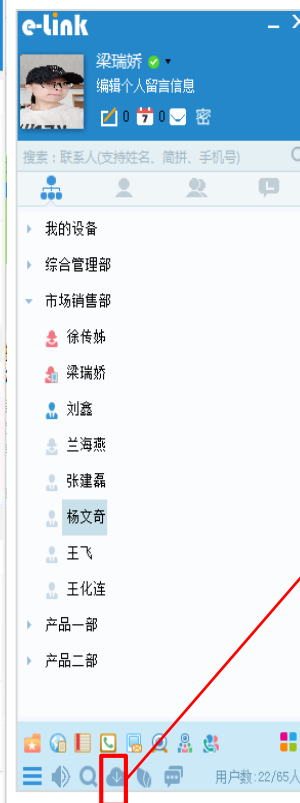 e-Link
梁瑞娇
编辑个人留言信息
0 7 0 密
搜索：联系人(支持姓名、简拼、手机号)
我的设备
综合管理部
市场销售部
徐传姊
梁瑞娇
刘鑫
兰海燕
张建磊
杨文奇
王飞
王化连
产品一部
产品二部
用户数:22/65人